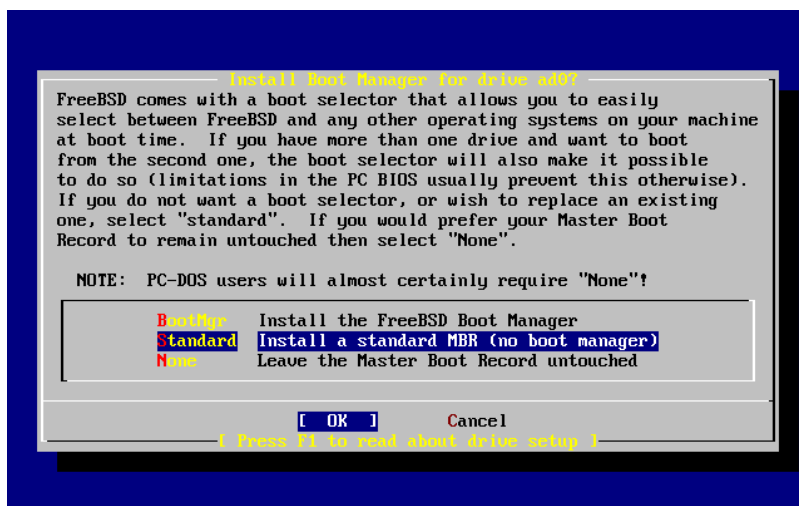 Install Boot Manager for drive ad0?
FreeBSD comes with a boot selector that allows you to easily
select between FreeBSD and any other operating systems on your machine
at boot time.  If you have more than one drive and want to boot
from the second one, the boot selector will also make it possible
to do so (limitations in the PC BIOS usually prevent this otherwise).
If you do not want a boot selector, or wish to replace an existing
one, select "standard".  If you would prefer your Master Boot
Record to remain untouched then select "None".
NOTE:  PC-DOS users will almost certainly require "None"!
BootMgr  Install the FreeBSD Boot Manager
Standard  Install a standard MBR (no boot manager)
None  Leave the Master Boot Record untouched
[  OK  ]  Cancel
[ Press F1 to read about drive setup ]